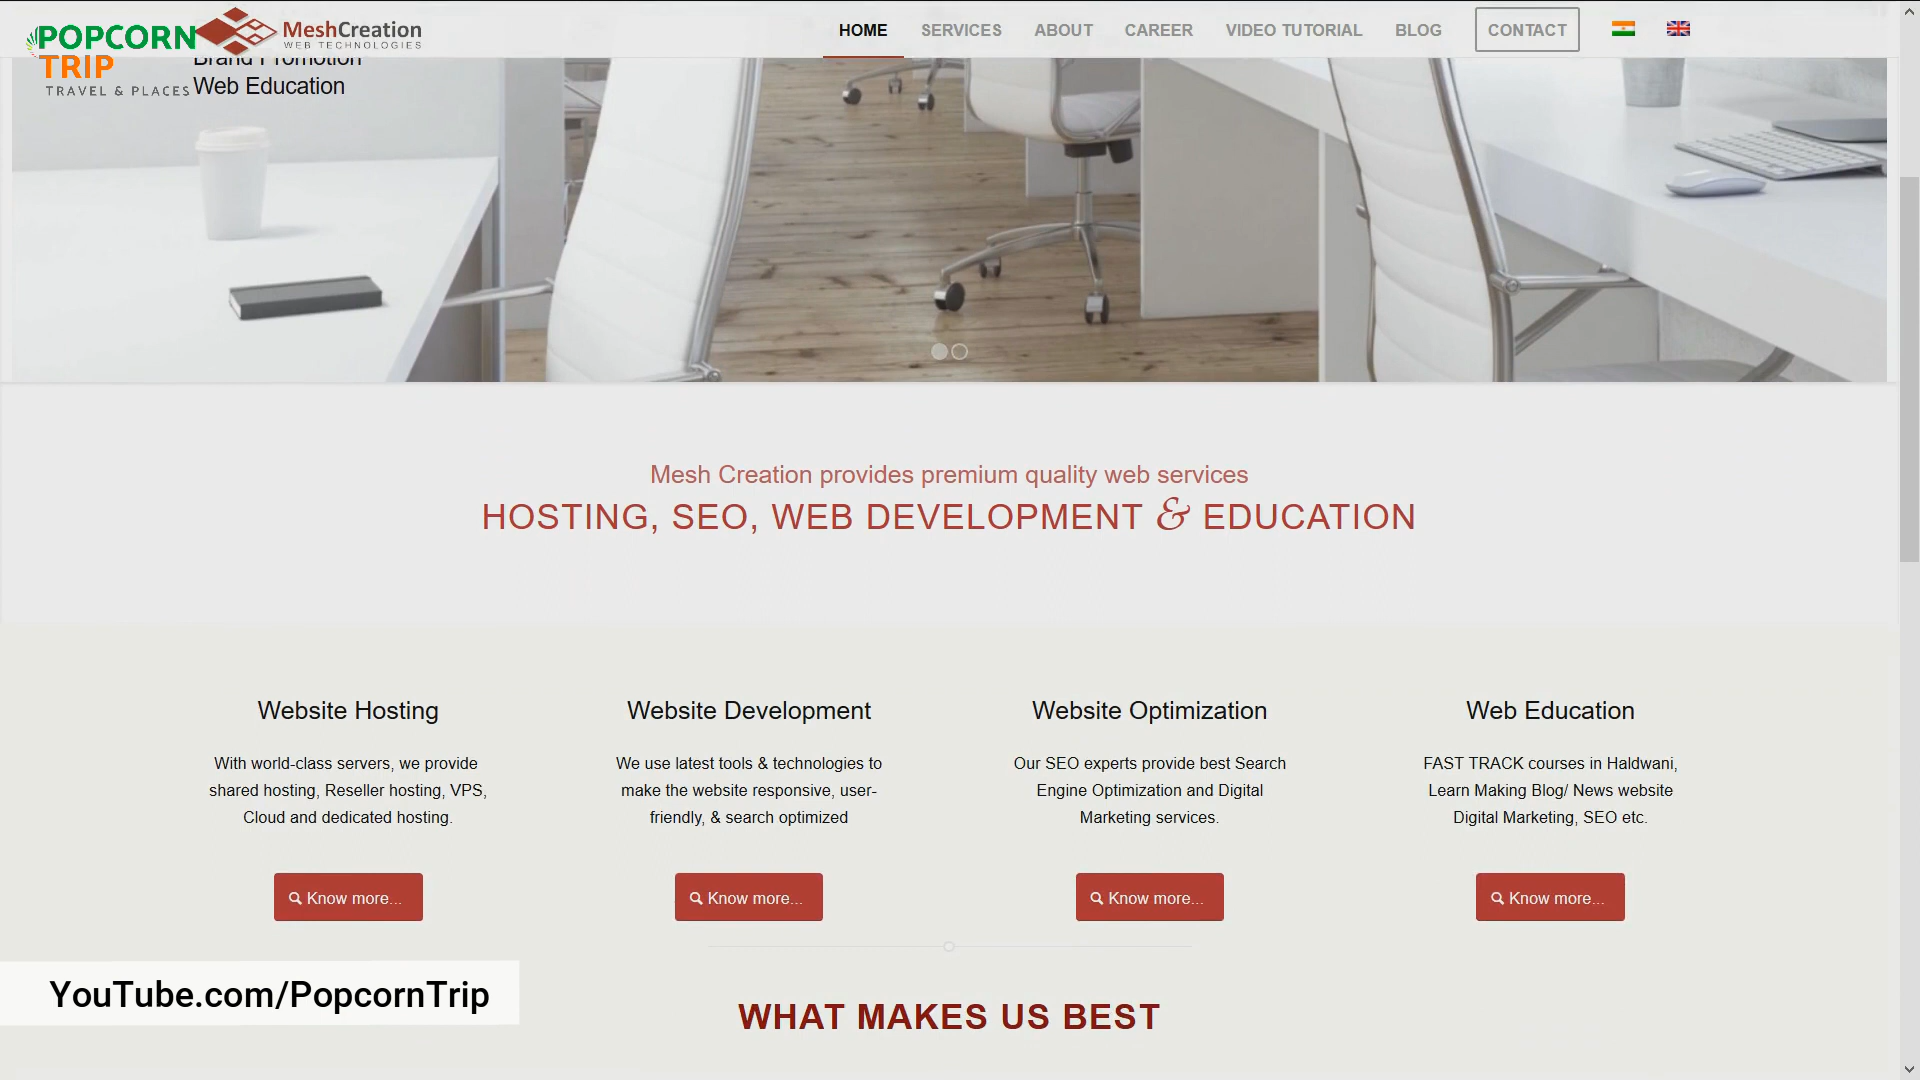 POPCORN
TRIP
TRAVEL & PLACES
MeshCreation
WEB TECHNOLOGIES
HOME SERVICES ABOUT CAREER VIDEO TUTORIAL BLOG CONTACT
Brand Promotion
Web Education
Mesh Creation provides premium quality web services
HOSTING, SEO, WEB DEVELOPMENT & EDUCATION
Website Hosting
With world-class servers, we provide
shared hosting, Reseller hosting, VPS,
Cloud and dedicated hosting.
Know more...
Website Development
We use latest tools & technologies to
make the website responsive, user-
friendly, & search optimized
Know more...
Website Optimization
Our SEO experts provide best Search
Engine Optimization and Digital
Marketing services.
Know more...
Web Education
FAST TRACK courses in Haldwani,
Learn Making Blog/ News website
Digital Marketing, SEO etc.
Know more...
YouTube.com/PopcornTrip
WHAT MAKES US BEST